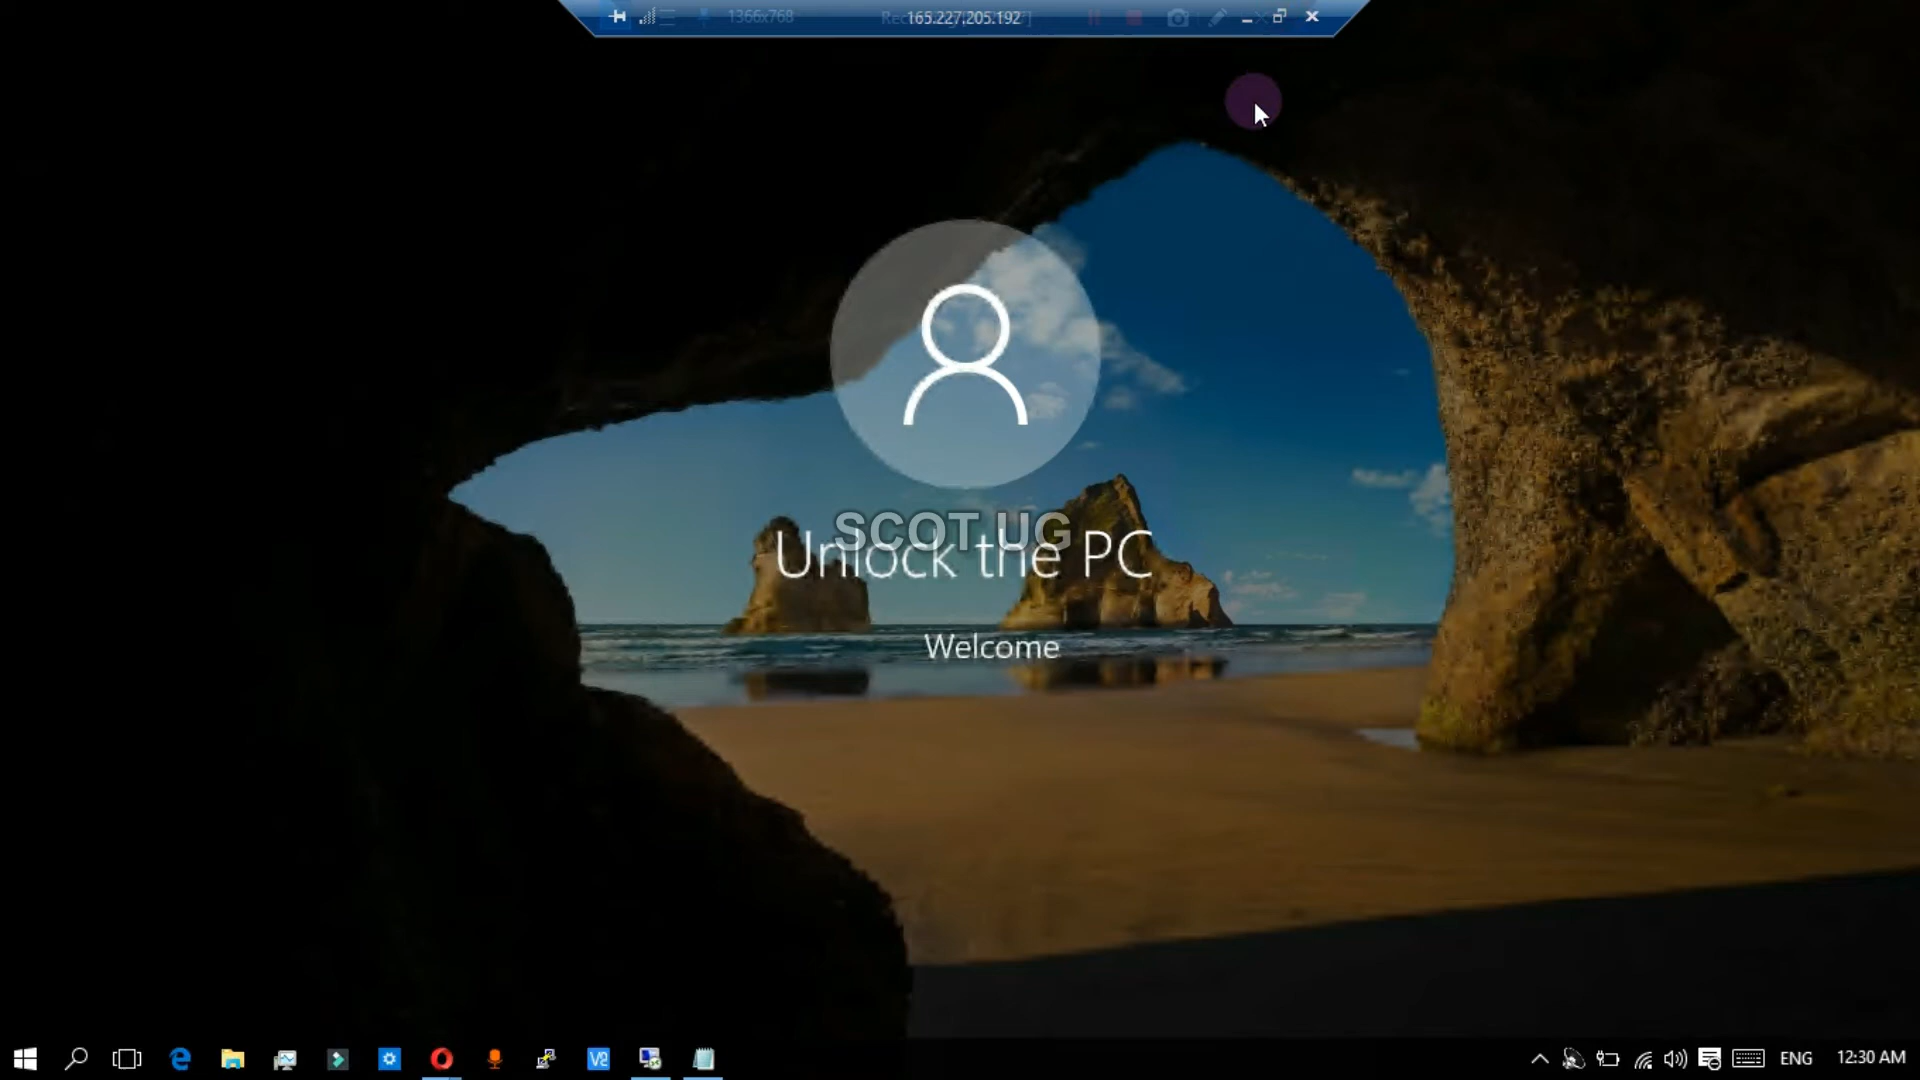 1366x768
165.227.205.192
SCOT UG
Unlock the PC
Welcome
ENG
12:30 AM